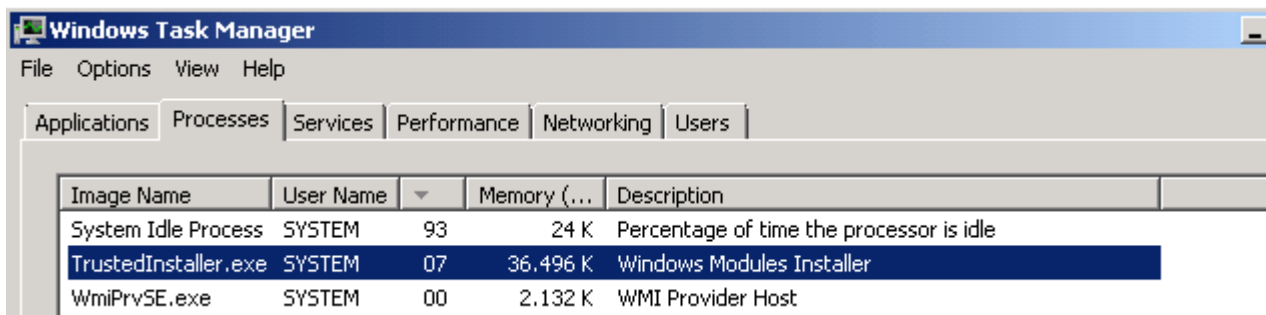 Windows Task Manager
File Options View Help
Applications Processes Services Performance Networking Users
Image Name User Name Memory (... Description
System Idle Process SYSTEM 93 24 K Percentage of time the processor is idle
TrustedInstaller.exe SYSTEM 07 36.496 K Windows Modules Installer
WmiPrvSE.exe SYSTEM 00 2.132 K WMI Provider Host